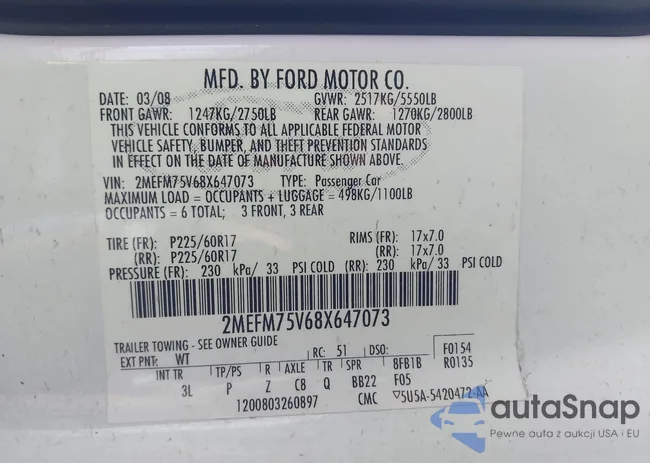 MFD. BY FORD MOTOR CO.
DATE: 03/08 GVWR: 2517KG/5550LB
FRONT GAWR: 1247KG/2750LB REAR GAWR: 1270KG/2800LB
THIS VEHICLE CONFORMS TO ALL APPLICABLE FEDERAL MOTOR
VEHICLE SAFETY, BUMPER, AND THEFT PREVENTION STANDARDS
IN EFFECT ON THE DATE OF MANUFACTURE SHOWN ABOVE.
VIN: 2MEFM75V68X647073 TYPE: Passenger Car
MAXIMUM LOAD = OCCUPANTS + LUGGAGE = 498KG/1100LB
OCCUPANTS = 6 TOTAL; 3 FRONT, 3 REAR
TIRE (FR): P225/60R17 RIMS (FR): 17x7.0
(RR): P225/60R17 (RR): 17x7.0
PRESSURE (FR): 230 kPa/ 33 PSI COLD (RR): 230 kPa/ 33 PSI COLD
2MEFM75V68X647073
TRAILER TOWING - SEE OWNER GUIDE
EXT PNT: WT RC: 51 DSO: F0154
INT TR TP/PS R AXLE TR SPR 8FB1B R0135
3L P Z C8 Q BB22 F05
1200803260897 CMC ▽5U5A-5420472-AA
autoSnap
Pewne auta z aukcji USA i EU